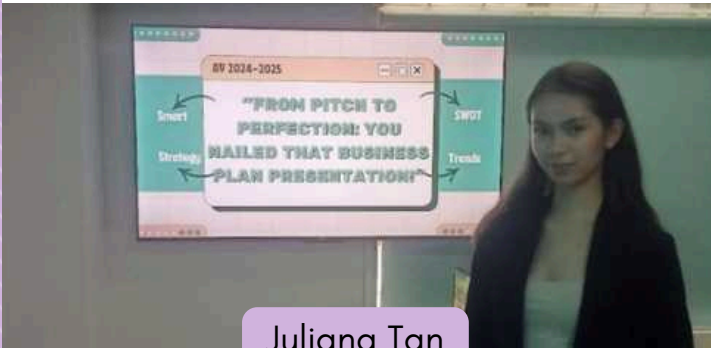 AY 2024-2025
"FROM PITCH TO
PERFECTION: YOU
NAILED THAT BUSINESS
PLAN PRESENTATION!"
Smart
Strategy
SWOT
Trends
Juliana Tan